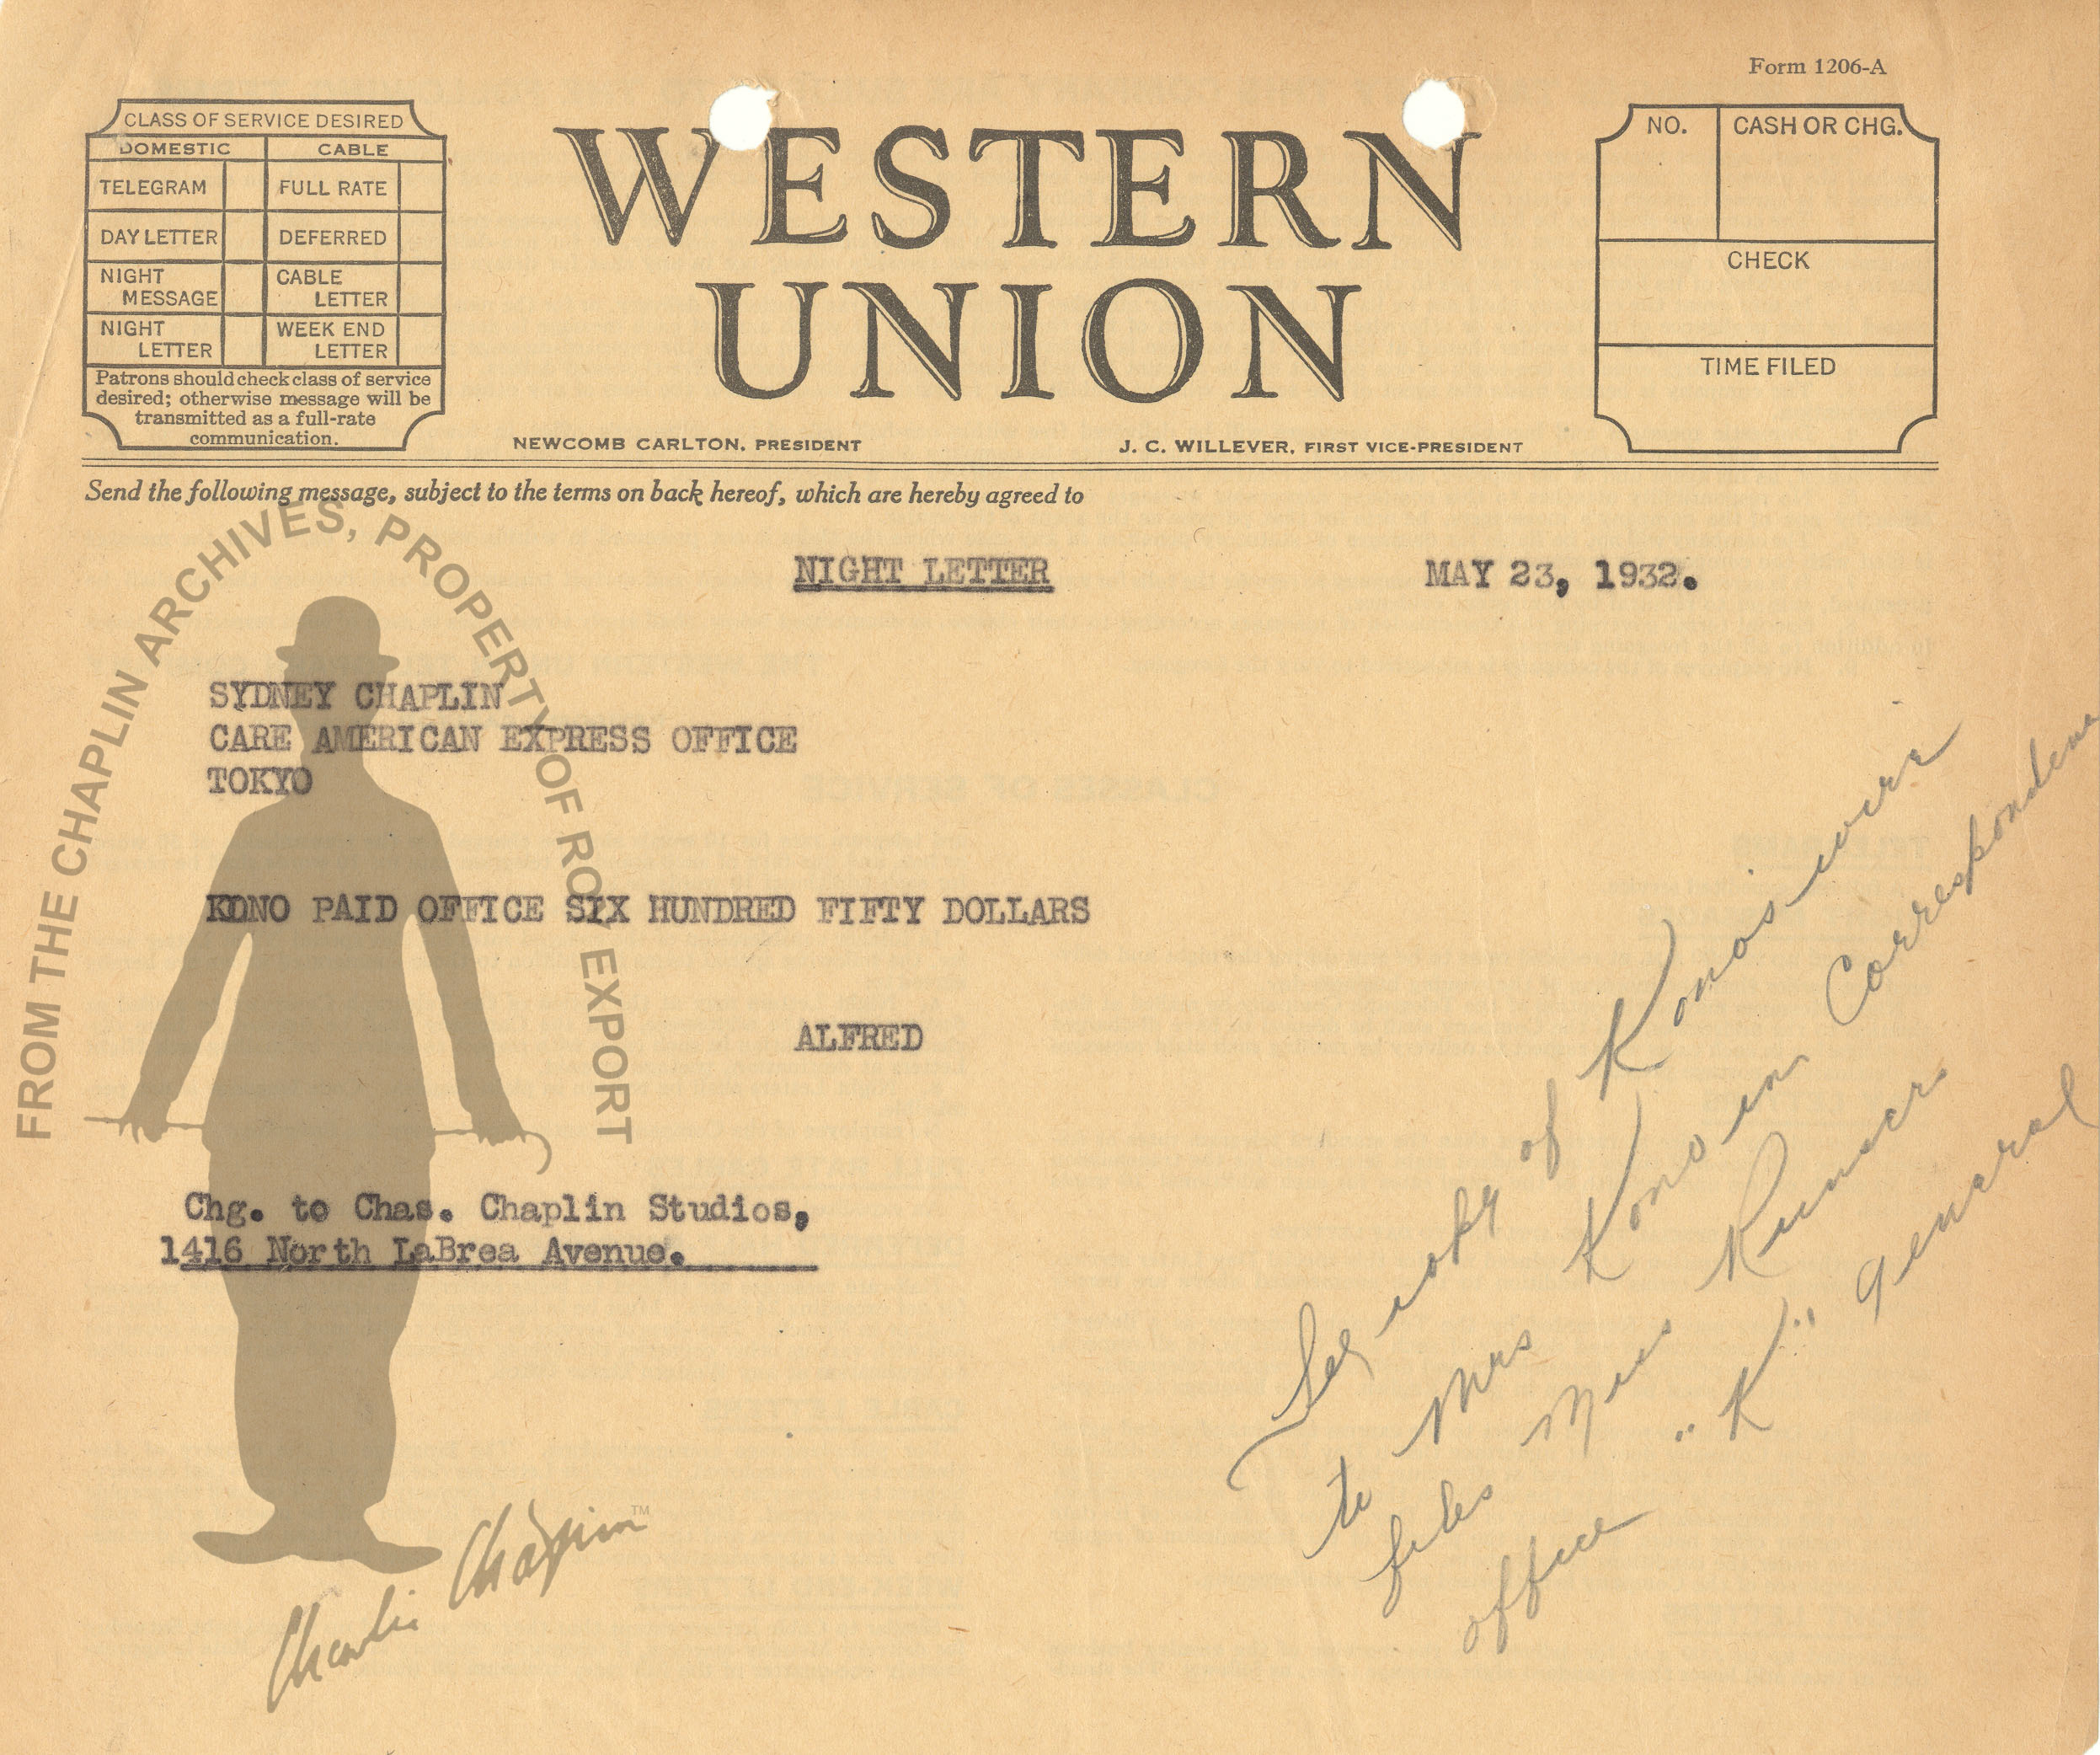 Form 1206-A
CLASS OF SERVICE DESIRED
DOMESTIC CABLE
TELEGRAM FULL RATE
DAY LETTER DEFERRED
NIGHT MESSAGE CABLE LETTER
NIGHT LETTER WEEK END LETTER
Patrons should check class of service
desired; otherwise message will be
transmitted as a full-rate
communication.
WESTERN
UNION
NEWCOMB CARLTON, PRESIDENT J. C. WILLEVER, FIRST VICE-PRESIDENT
NO. CASH OR CHG.
CHECK
TIME FILED
Send the following message, subject to the terms on back hereof, which are hereby agreed to
NIGHT LETTER MAY 23, 1932.
SYDNEY CHAPLIN
CARE AMERICAN EXPRESS OFFICE
TOKYO
KONO PAID OFFICE SIX HUNDRED FIFTY DOLLARS
ALFRED
Chg. to Chas. Chaplin Studios,
1416 North LaBrea Avenue.
of Kono's wire
to Mrs Kono in Correspondence
files Miss
office "K" general
FROM THE CHAPLIN ARCHIVES, PROPERTY OF ROY EXPORT
Charlie Chaplin TM